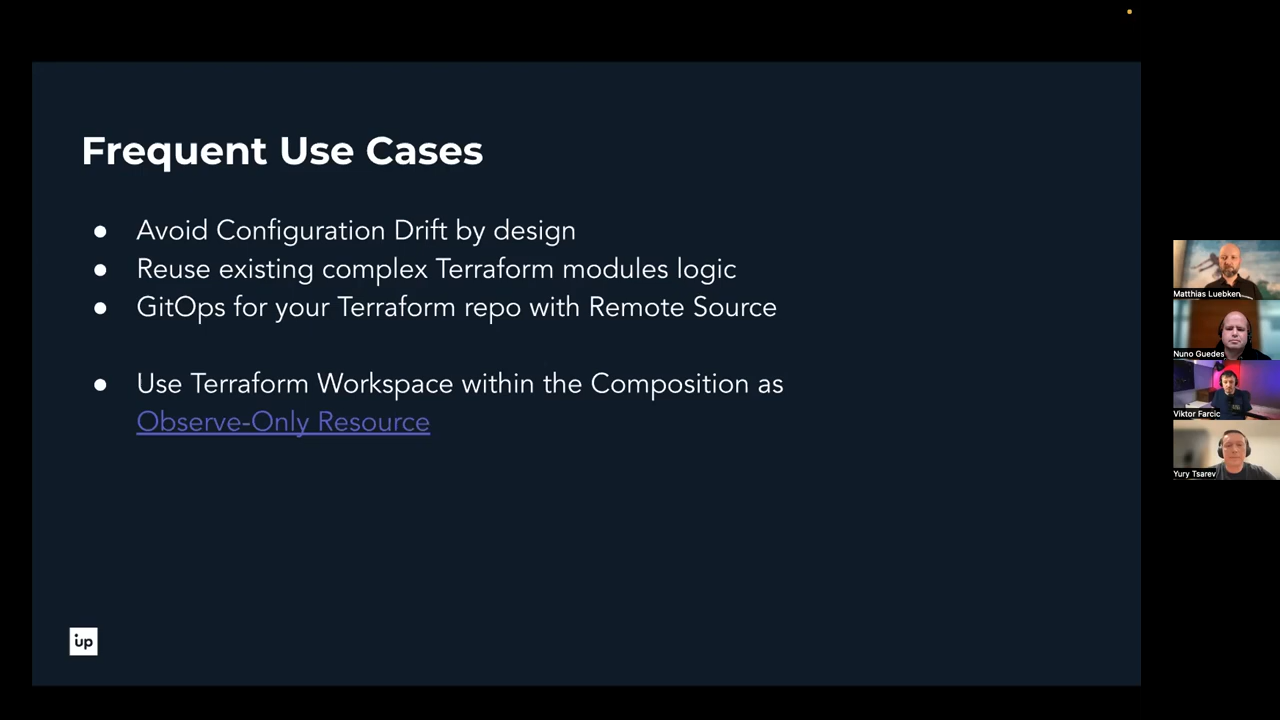 Frequent Use Cases
● Avoid Configuration Drift by design
● Reuse existing complex Terraform modules logic
● GitOps for your Terraform repo with Remote Source
● Use Terraform Workspace within the Composition as
Observe-Only Resource
up
Matthias Luebken
Nuno Guedes
Viktor Farcic
Yury Tsarev